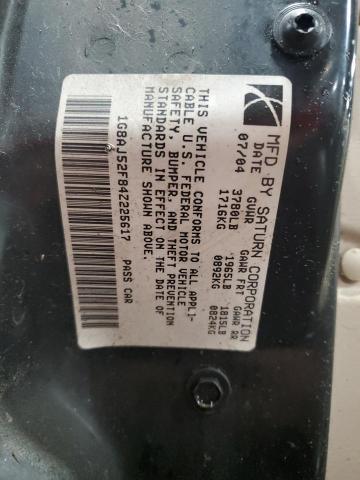 MFD BY SATURN CORPORATION
DATE GVWR GAWR FRT GAWR RR
07/04 3780LB 1965LB 1815LB
1716KG 0892KG 0824KG
THIS VEHICLE CONFORMS TO ALL APPLI-
CABLE U.S. FEDERAL MOTOR VEHICLE
SAFETY, BUMPER, AND THEFT PREVENTION
STANDARDS IN EFFECT ON THE DATE OF
MANUFACTURE SHOWN ABOVE.
1G8AJ52F84Z225617 PASS CAR